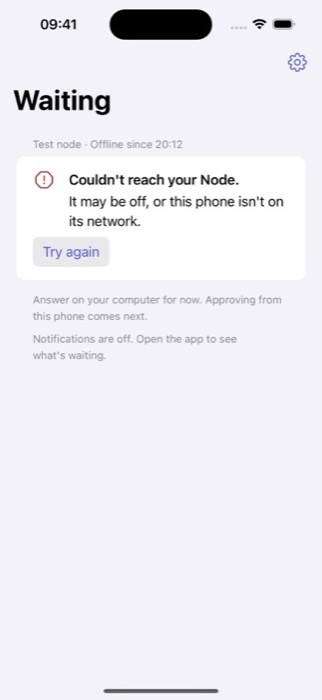 09:41
Waiting
Test node · Offline since 20:12
Couldn't reach your Node.
It may be off, or this phone isn't on
its network.
Try again
Answer on your computer for now. Approving from
this phone comes next.
Notifications are off. Open the app to see
what's waiting.